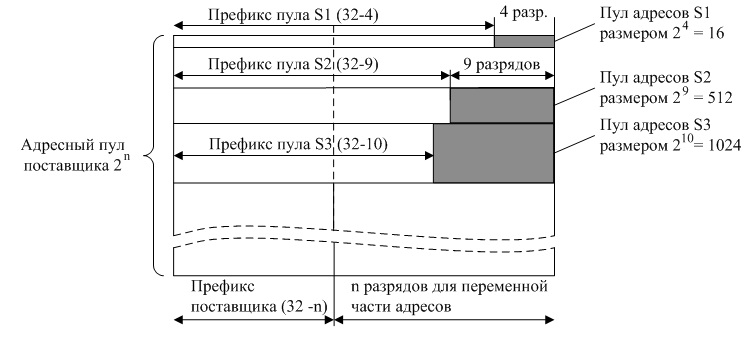 Префикс пула S1 (32-4)
4 разр.
Пул адресов S1
размером 2^4 = 16
Префикс пула S2 (32-9)
9 разрядов
Пул адресов S2
размером 2^9 = 512
Префикс пула S3 (32-10)
Пул адресов S3
размером 2^10 = 1024
Адресный пул
поставщика 2^n
Префикс
поставщика (32 -n)
n разрядов для переменной
части адресов